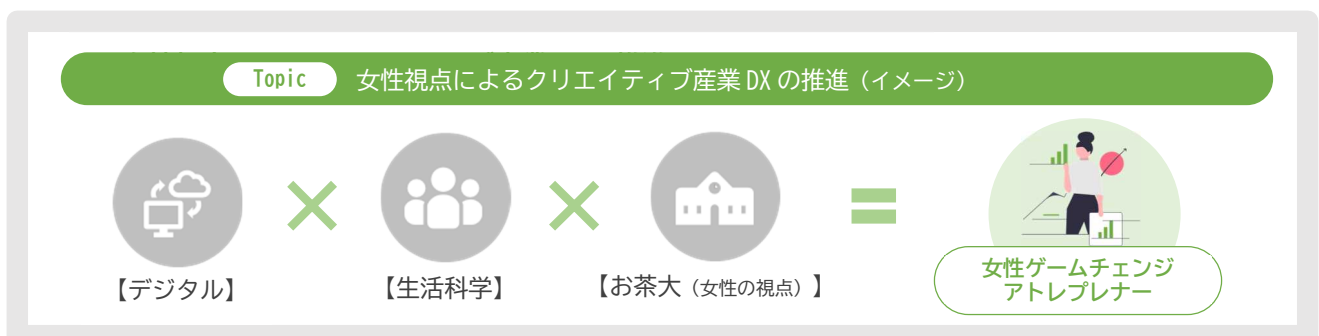 Topic 女性視点によるクリエイティブ産業DXの推進（イメージ）
【デジタル】
【生活科学】
【お茶大（女性の視点）】
女性ゲームチェンジ
アトレプレナー